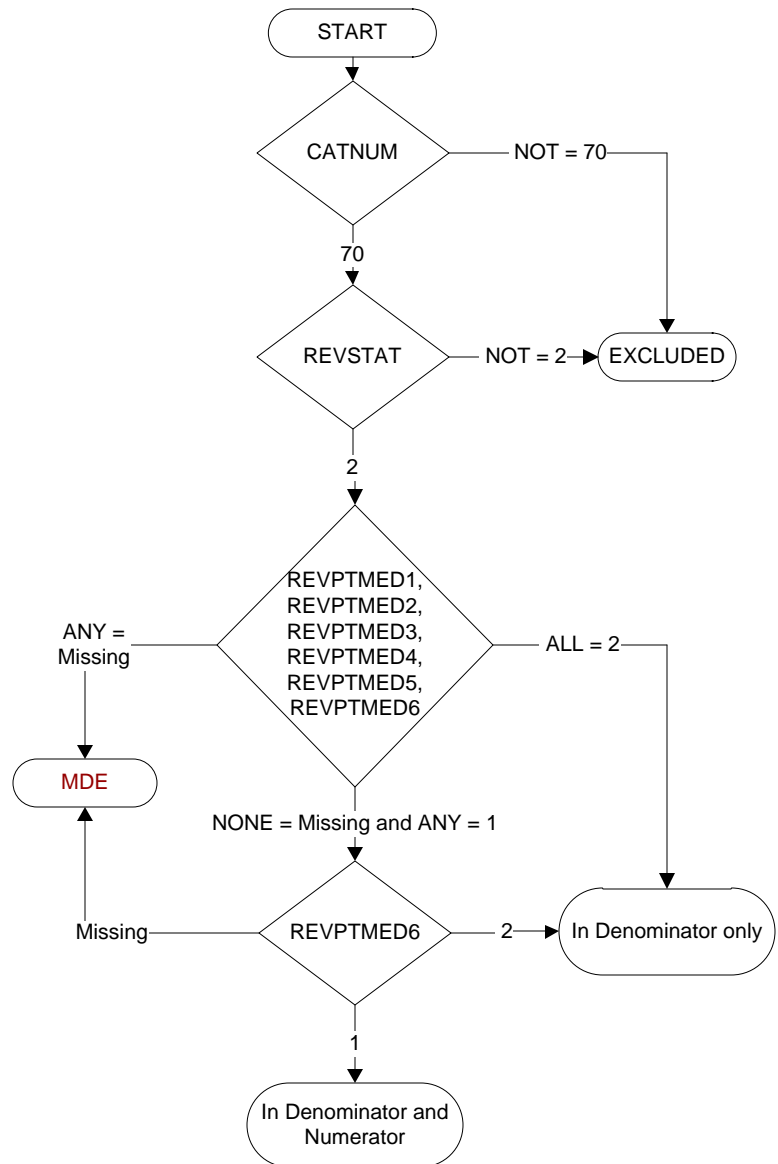 START
CATNUM
NOT = 70
70
REVSTAT
NOT = 2
EXCLUDED
2
REVPTMED1,
REVPTMED2,
REVPTMED3,
REVPTMED4,
REVPTMED5,
REVPTMED6
ANY =
Missing
ALL = 2
MDE
NONE = Missing and ANY = 1
Missing
REVPTMED6
2
In Denominator only
1
In Denominator and
Numerator